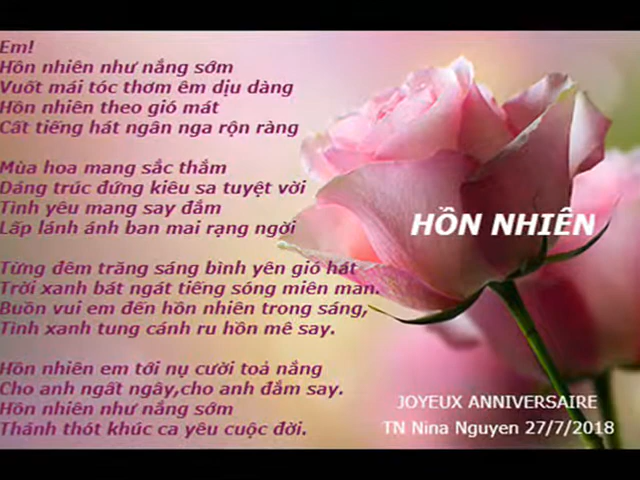 Em!
Hồn nhiên như nắng sớm
Vuốt mái tóc thơm êm dịu dàng
Hồn nhiên theo gió mát
Cất tiếng hát ngân nga rộn ràng
Mùa hoa mang sắc thắm
Dáng trúc đứng kiêu sa tuyệt vời
Tình yêu mang say đắm
Lấp lánh ánh ban mai rạng ngời
Từng đêm trăng sáng bình yên gió hát
Trời xanh bát ngát tiếng sóng miên man.
Buồn vui em đến hồn nhiên trong sáng,
Tình xanh tung cánh ru hồn mê say.
Hồn nhiên em tới nụ cười toả nắng
Cho anh ngất ngây,cho anh đắm say.
Hồn nhiên như nắng sớm
Thánh thót khúc ca yêu cuộc đời.
HỒN NHIÊN
JOYEUX ANNIVERSAIRE
TN Nina Nguyen 27/7/2018